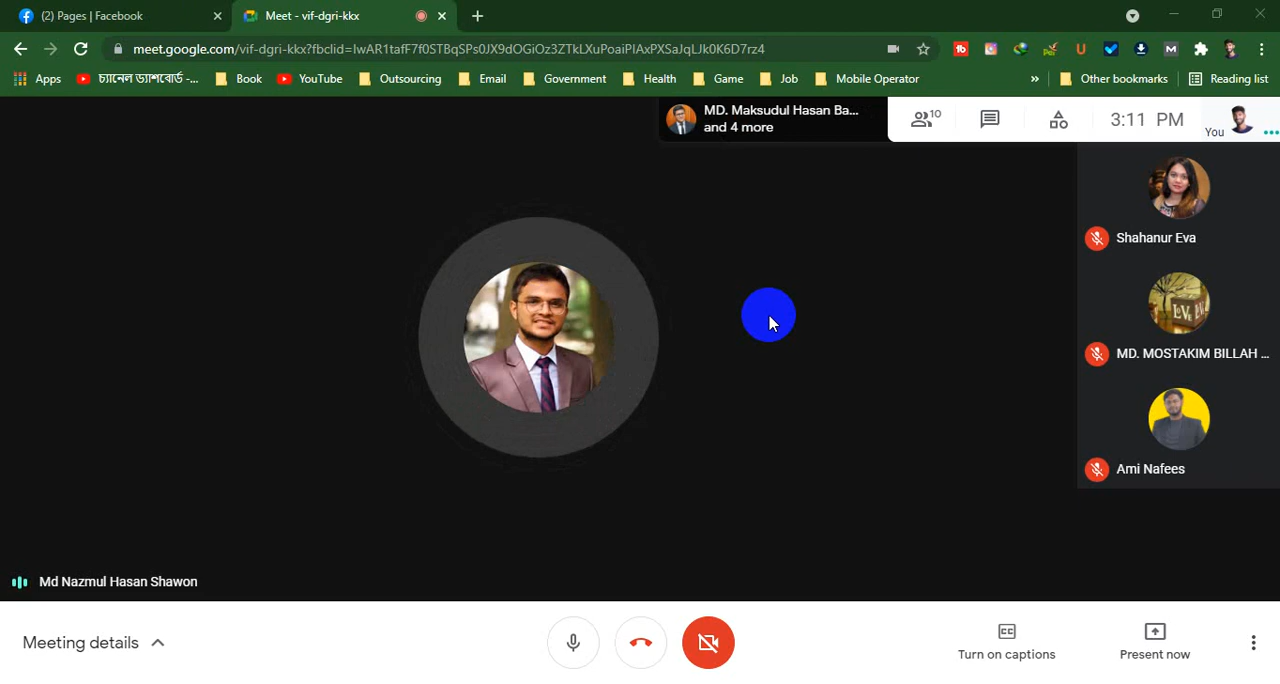 (2) Pages | Facebook
Meet - vif-dgri-kkx
meet.google.com/vif-dgri-kkx?fbclid=IwAR1tafF7f0STBqSPs0JX9dOGiOz3ZTkLXuPoaiPIAxPXSaJqLJk0K6D7rz4
Apps চ্যানেল ড্যাশবোর্ড -... Book YouTube Outsourcing Email Government Health Game Job Mobile Operator » Other bookmarks Reading list
MD. Maksudul Hasan Ba...
and 4 more
10
3:11 PM
You
Shahanur Eva
LOVE
MD. MOSTAKIM BILLAH ...
Ami Nafees
Md Nazmul Hasan Shawon
Meeting details
CC
Turn on captions
Present now